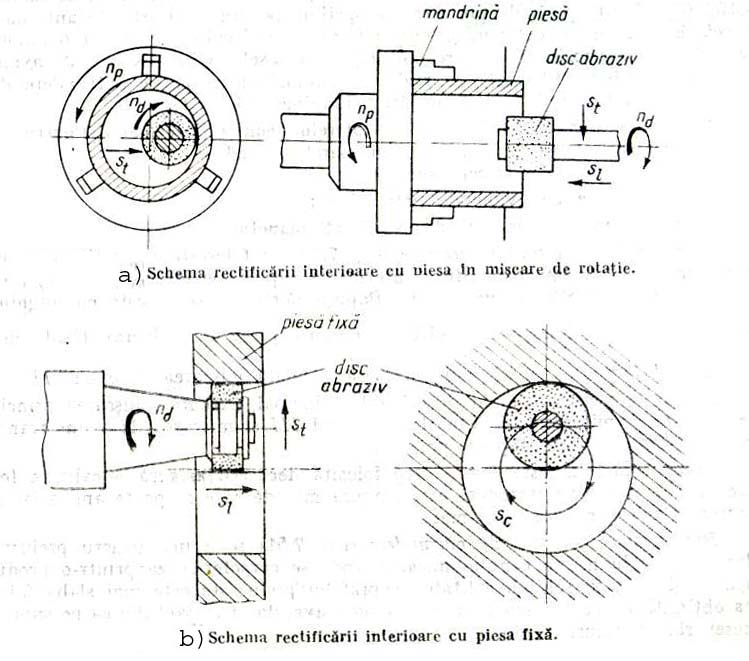 mandrină
piesă
disc abraziv
n_p
n_d
s_t
n_p
s_t
n_d
s_l
a) Schema rectificării interioare cu piesa în mişcare de rotaţie.
piesă fixă
disc
abraziv
n_d
s_t
s_l
s_c
b) Schema rectificării interioare cu piesa fixă.